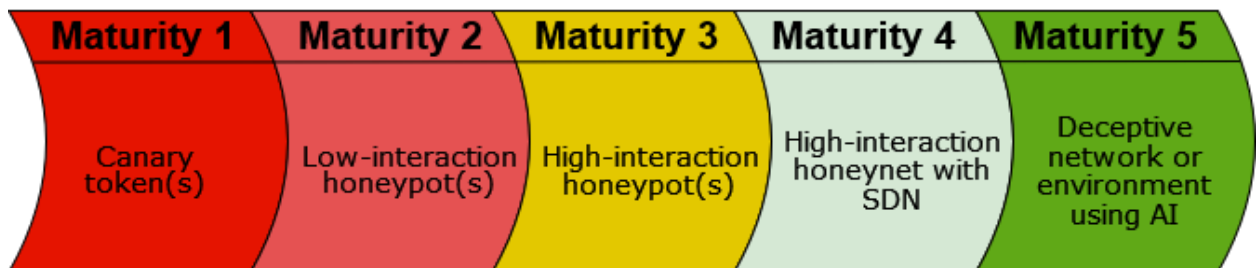 Maturity 1
Maturity 2
Maturity 3
Maturity 4
Maturity 5
Canary
token(s)
Low-interaction
honeypot(s)
High-interaction
honeypot(s)
High-interaction
honeynet with
SDN
Deceptive
network or
environment
using AI